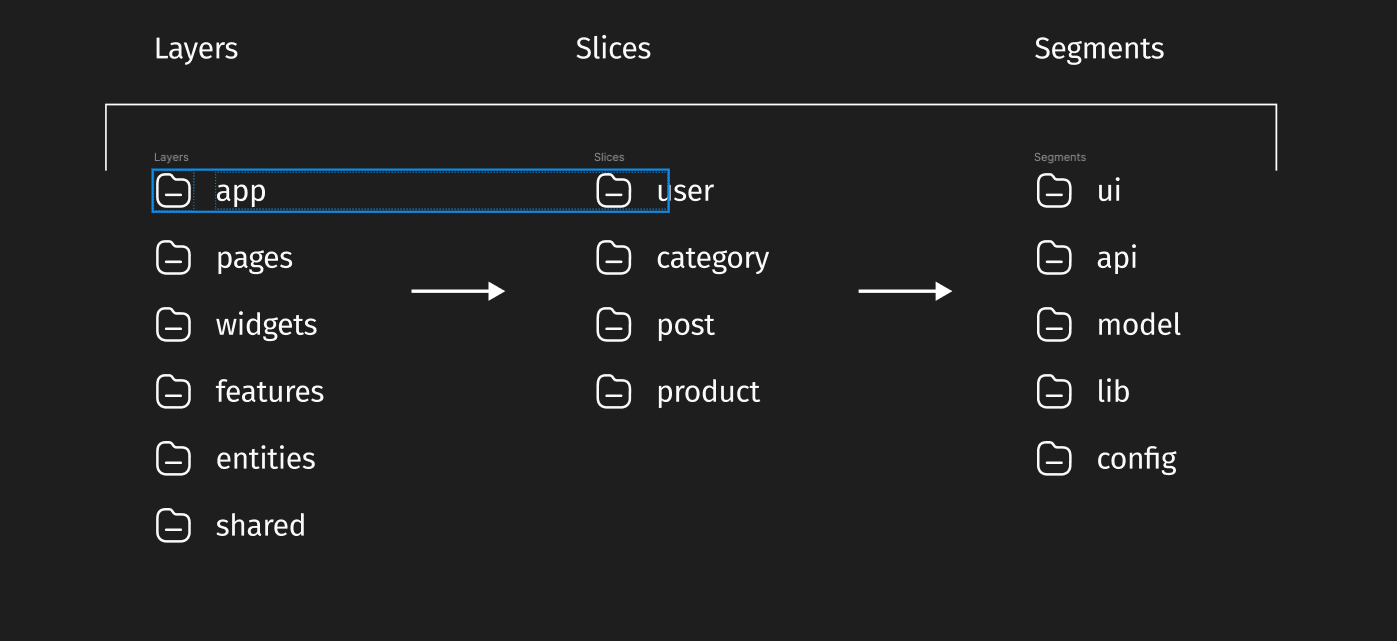 Layers
Slices
Segments
Layers
app
pages
widgets
features
entities
shared
Slices
user
category
post
product
Segments
ui
api
model
lib
config